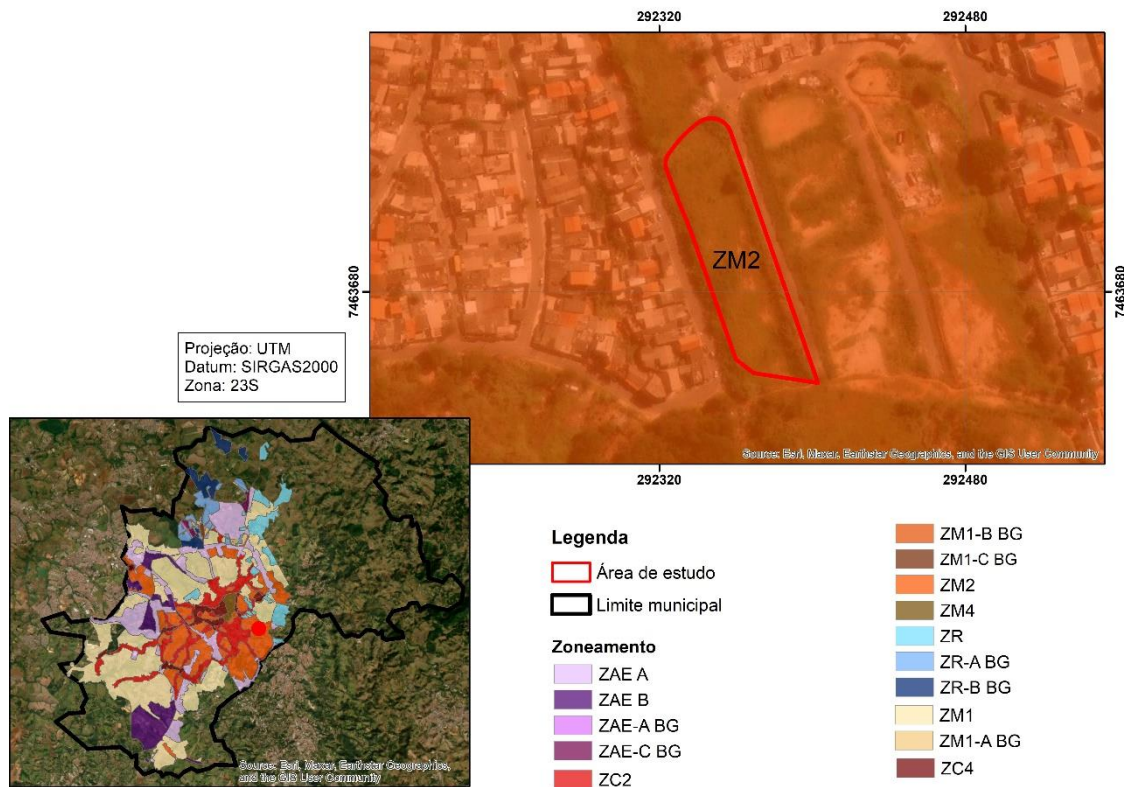 292320
292480
ZM2
7463680
7463680
Source: Esri, Maxar, Earthstar Geographics, and the GIS User Community
292320
292480
Projeção: UTM
Datum: SIRGAS2000
Zona: 23S
Source: Esri, Maxar, Earthstar Geographics,
and the GIS User Community
Legenda
Área de estudo
Limite municipal
Zoneamento
ZAE A
ZAE B
ZAE-A BG
ZAE-C BG
ZC2
ZM1-B BG
ZM1-C BG
ZM2
ZM4
ZR
ZR-A BG
ZR-B BG
ZM1
ZM1-A BG
ZC4